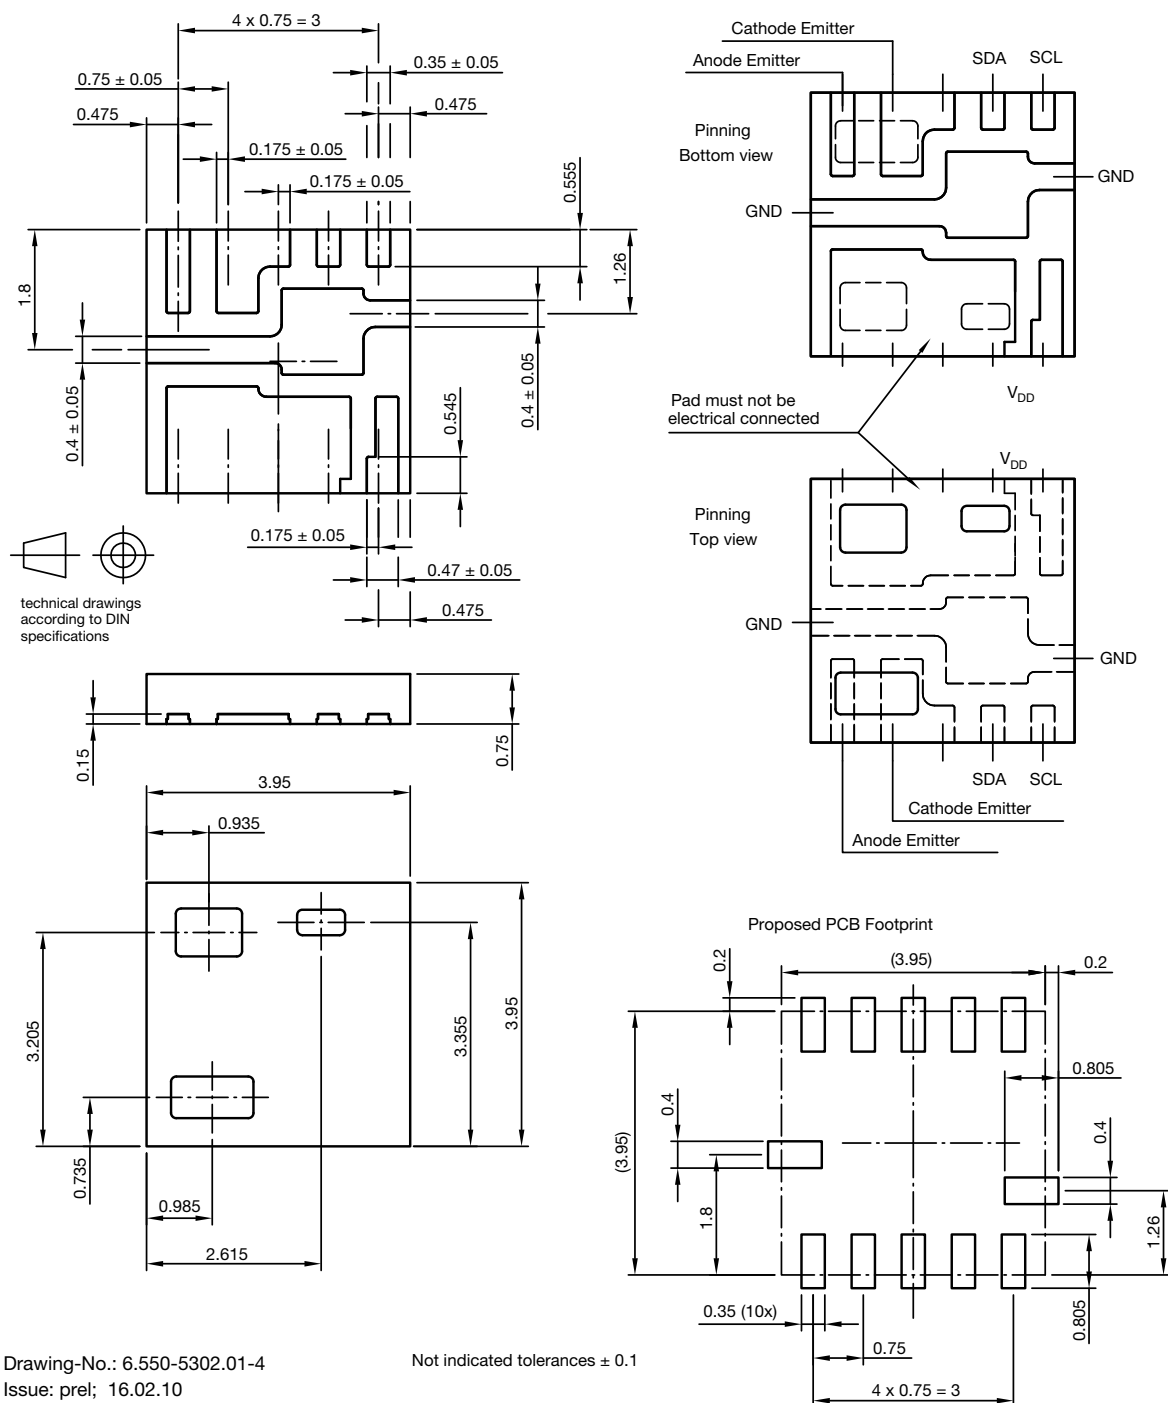 4 x 0.75 = 3
0.35 ± 0.05
0.75 ± 0.05
0.475
0.475
0.175 ± 0.05
0.175 ± 0.05
0.555
1.26
1.8
0.4 ± 0.05
0.545
0.4 ± 0.05
0.175 ± 0.05
0.47 ± 0.05
0.475
technical drawings
according to DIN
specifications
0.15
0.75
3.95
0.935
3.205
3.355
3.95
0.735
0.985
2.615
Cathode Emitter
Anode Emitter
SDA
SCL
Pinning
Bottom view
GND
GND
VDD
Pad must not be
electrical connected
VDD
Pinning
Top view
GND
GND
SDA
SCL
Cathode Emitter
Anode Emitter
Proposed PCB Footprint
0.2
(3.95)
0.2
0.805
0.4
(3.95)
0.4
1.8
1.26
0.35 (10x)
0.805
0.75
4 x 0.75 = 3
Drawing-No.: 6.550-5302.01-4
Not indicated tolerances ± 0.1
Issue: prel; 16.02.10